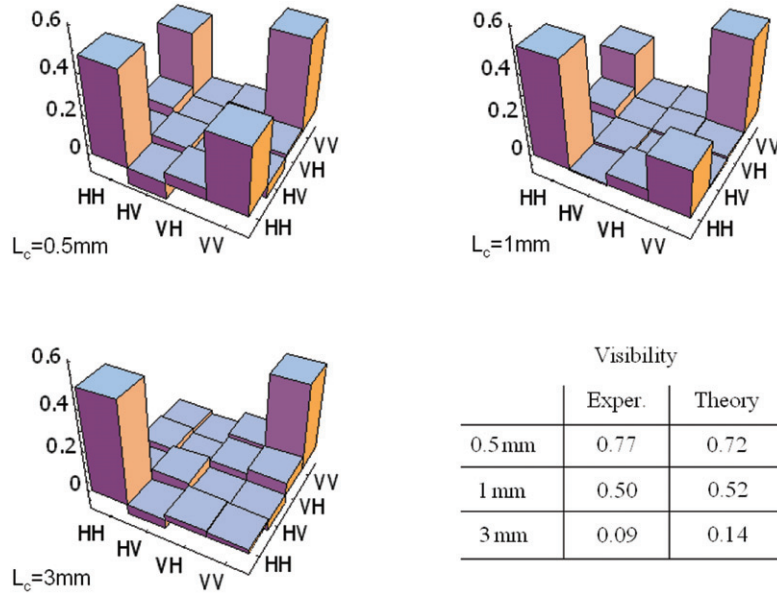 0.6
0.4
0.2
0
HH
HV
VH
VV
HH
HV
VH
VV
L_c=0.5mm
0.6
0.4
0.2
0
HH
HV
VH
VV
HH
HV
VH
VV
L_c=1mm
0.6
0.4
0.2
0
HH
HV
VH
VV
HH
HV
VH
VV
L_c=3mm
Visibility
Exper. Theory
0.5 mm 0.77 0.72
1 mm 0.50 0.52
3 mm 0.09 0.14